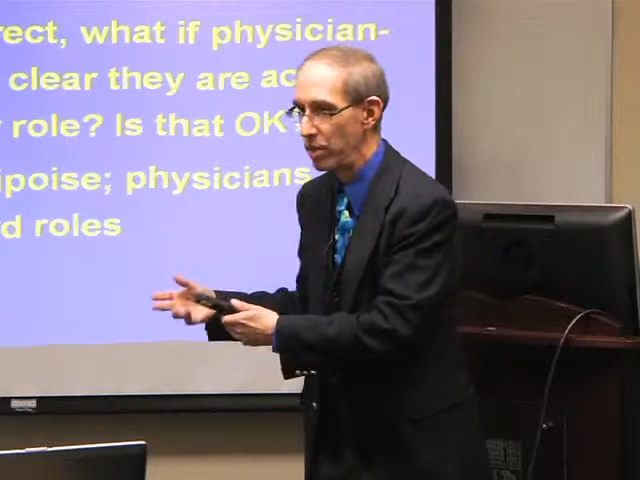 rect, what if physician-
clear they are ac
role? Is that OK
ipoise; physicians
d roles